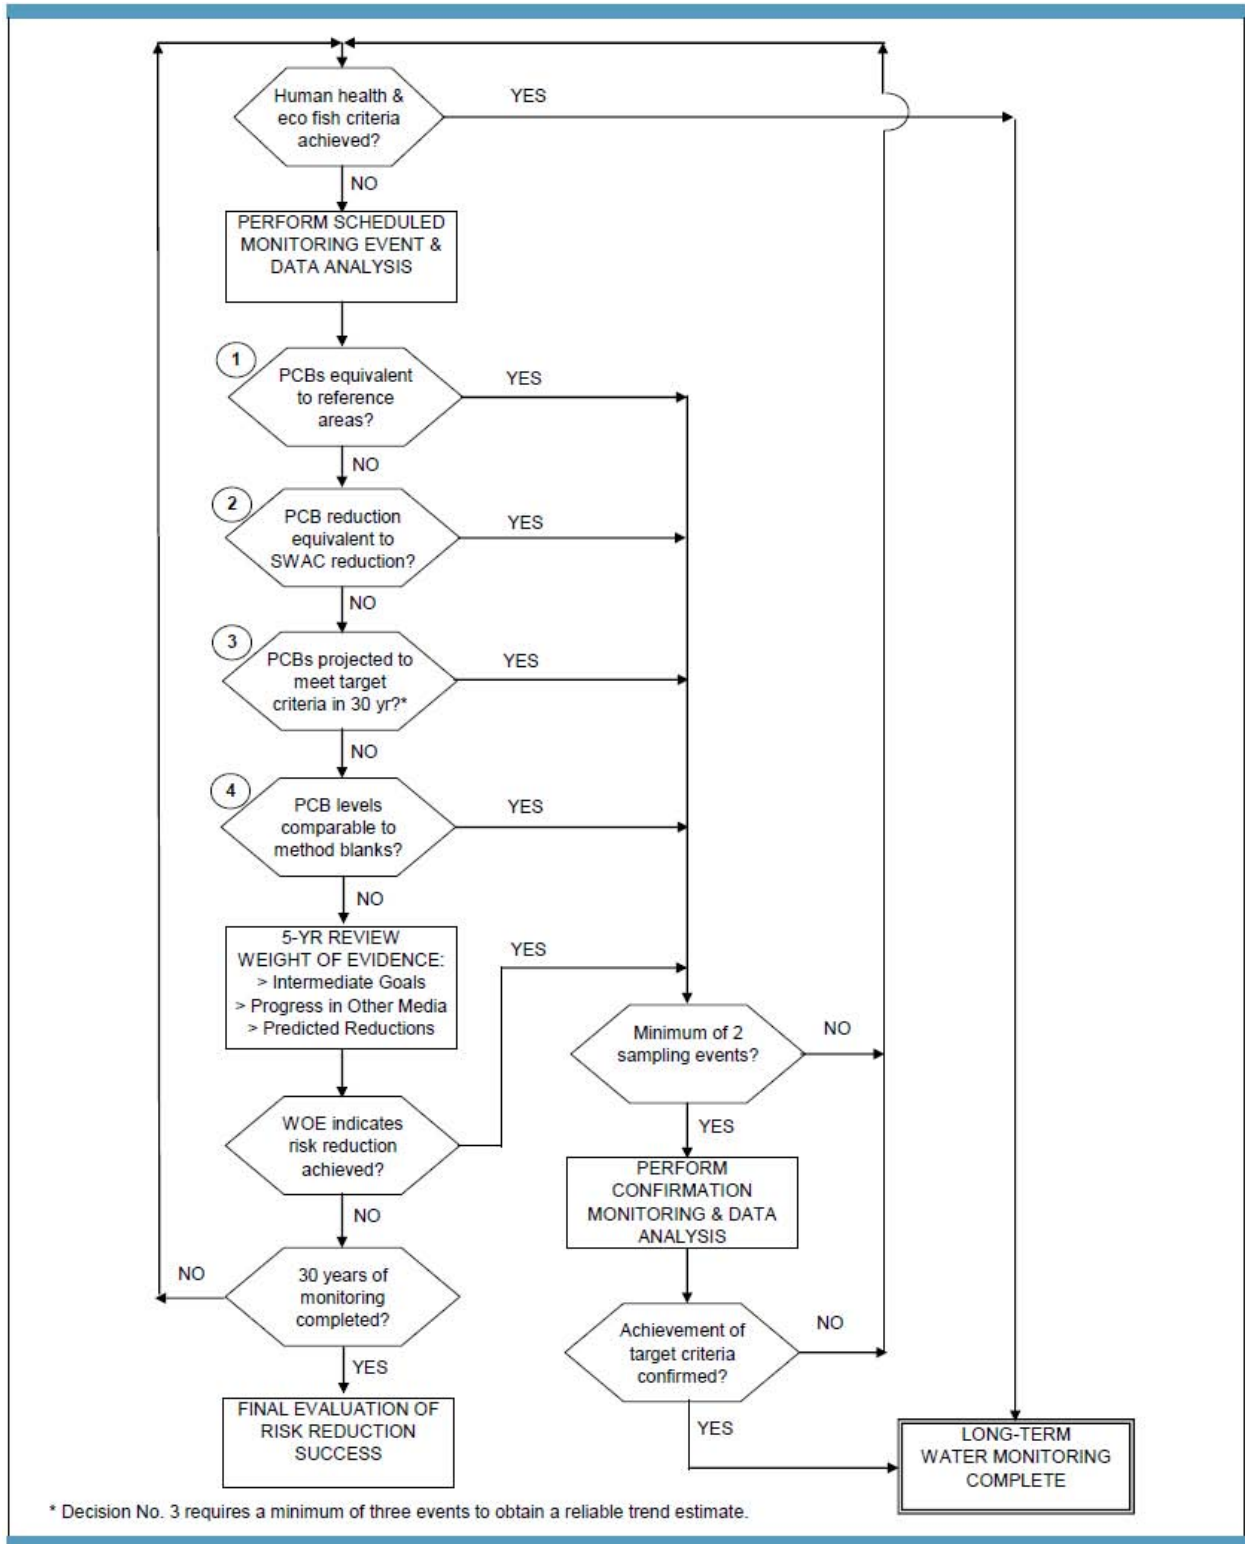 Human health &
eco fish criteria
achieved?
YES
NO
PERFORM SCHEDULED
MONITORING EVENT &
DATA ANALYSIS
1
PCBs equivalent
to reference
areas?
YES
NO
2
PCB reduction
equivalent to
SWAC reduction?
YES
NO
3
PCBs projected to
meet target
criteria in 30 yr?*
YES
NO
4
PCB levels
comparable to
method blanks?
YES
NO
5-YR REVIEW
WEIGHT OF EVIDENCE:
> Intermediate Goals
> Progress in Other Media
> Predicted Reductions
YES
WOE indicates
risk reduction
achieved?
NO
30 years of
monitoring
completed?
NO
YES
FINAL EVALUATION OF
RISK REDUCTION
SUCCESS
Minimum of 2
sampling events?
NO
YES
PERFORM
CONFIRMATION
MONITORING & DATA
ANALYSIS
Achievement of
target criteria
confirmed?
NO
YES
LONG-TERM
WATER MONITORING
COMPLETE
* Decision No. 3 requires a minimum of three events to obtain a reliable trend estimate.